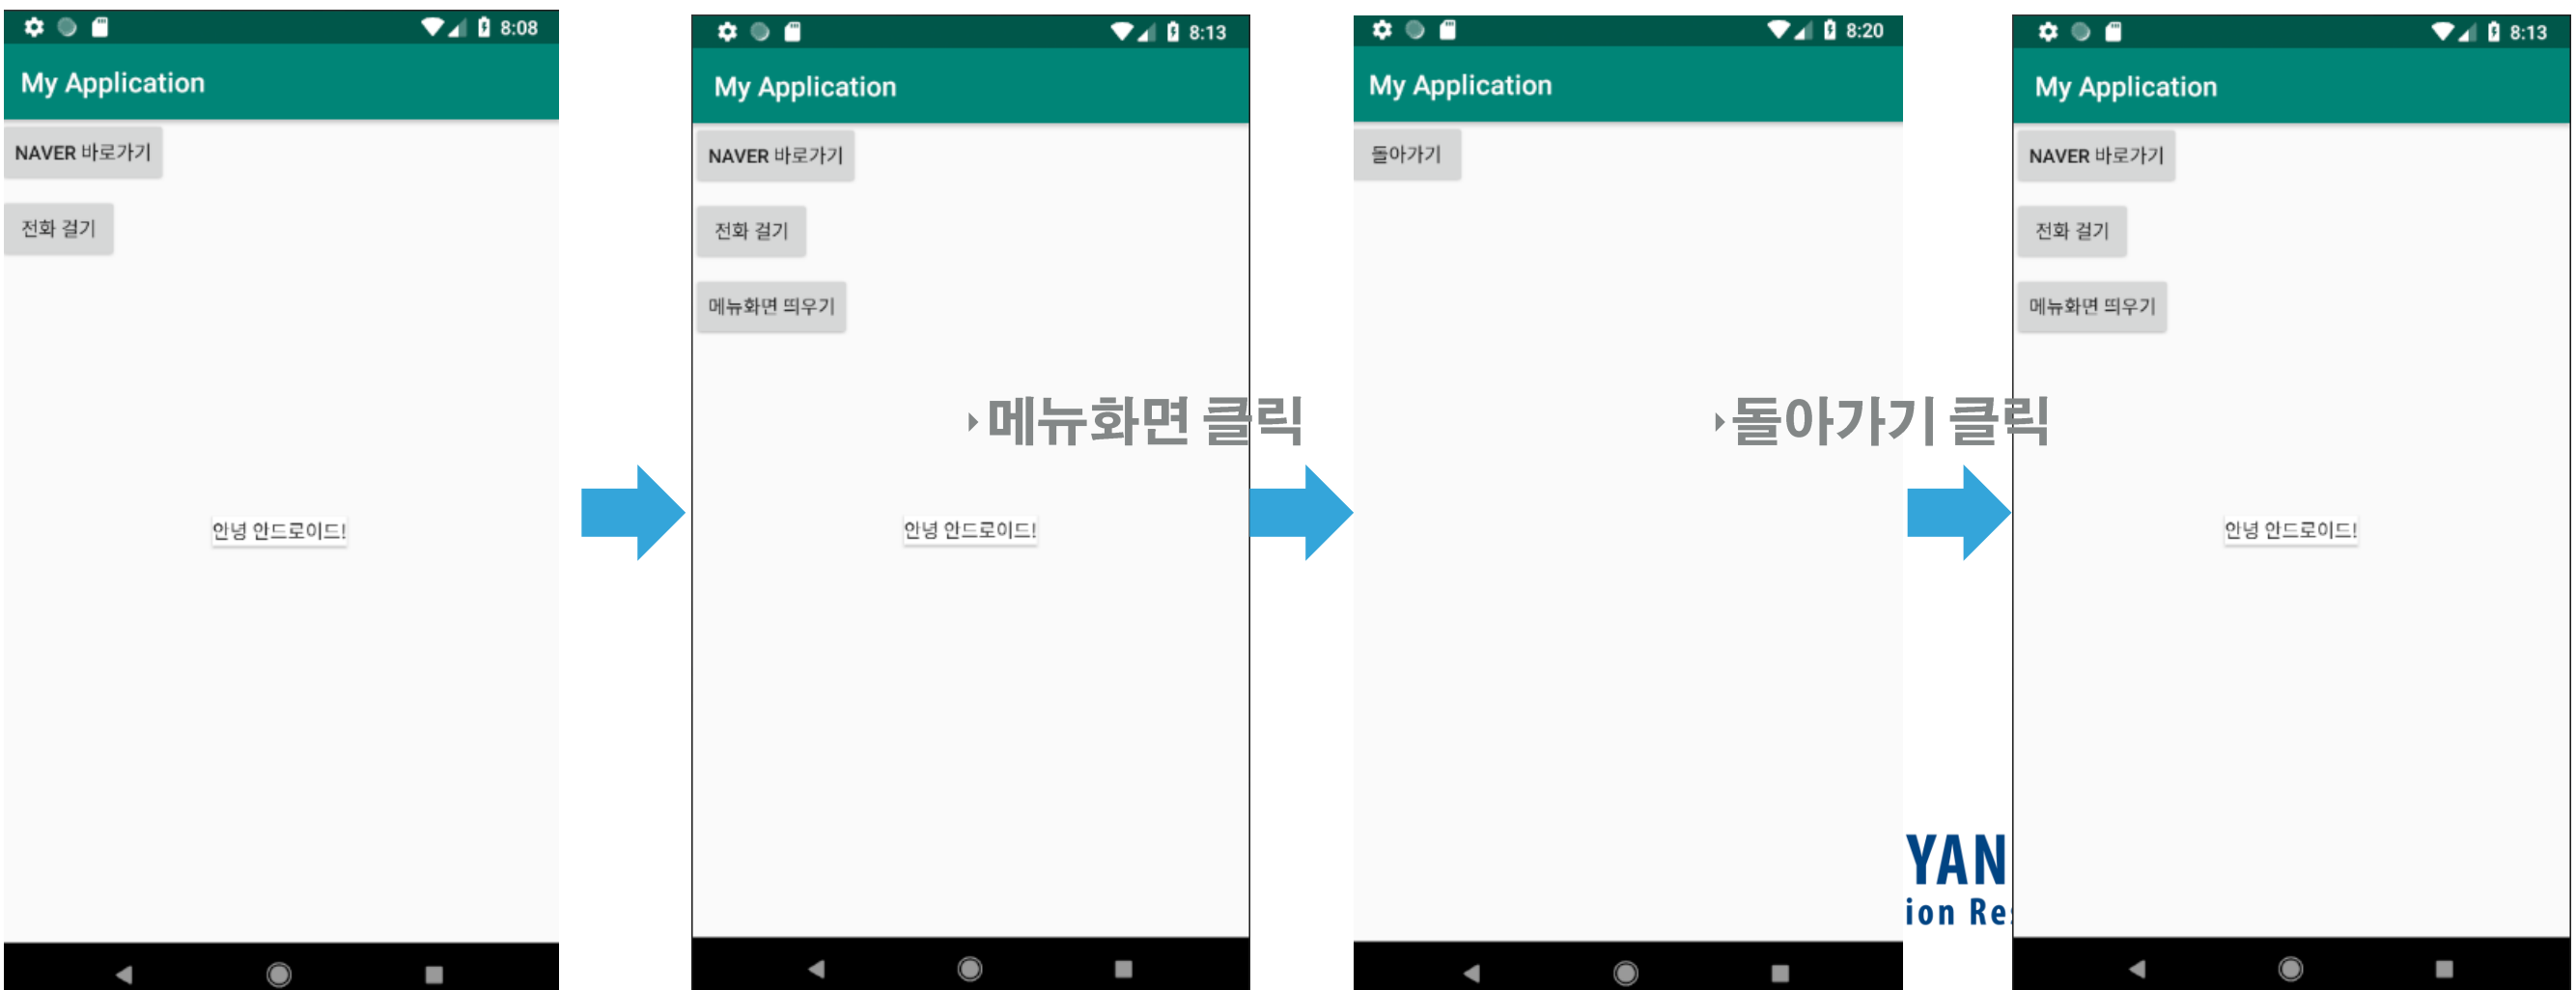 8:08
My Application
NAVER 바로가기
전화 걸기
안녕 안드로이드!
8:13
My Application
NAVER 바로가기
전화 걸기
메뉴화면 띄우기
안녕 안드로이드!
‣메뉴화면 클릭
8:20
My Application
돌아가기
‣돌아가기 클릭
YAN
ion Re
8:13
My Application
NAVER 바로가기
전화 걸기
메뉴화면 띄우기
안녕 안드로이드!